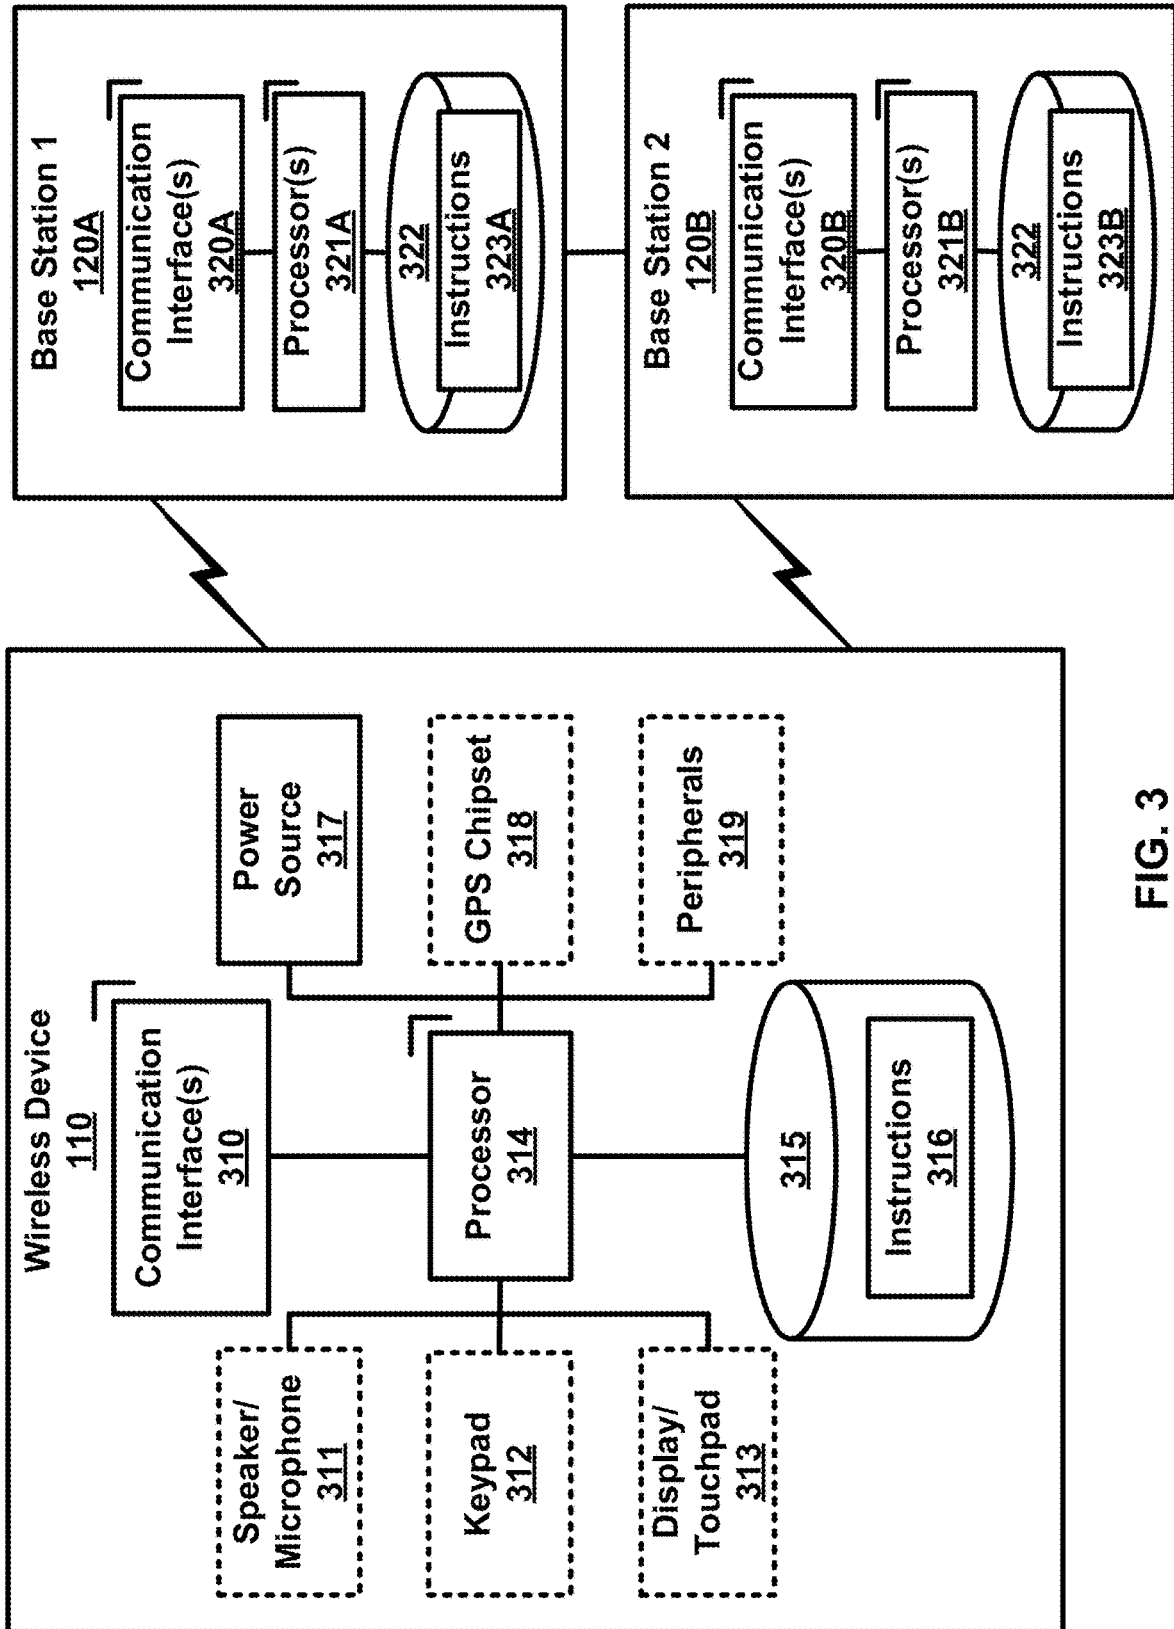 Wireless Device
110
Communication
Interface(s)
310
Speaker/
Microphone
311
Keypad
312
Display/
Touchpad
313
Processor
314
Power
Source
317
GPS Chipset
318
Peripherals
319
315
Instructions
316
Base Station 1
120A
Communication
Interface(s)
320A
Processor(s)
321A
322
Instructions
323A
Base Station 2
120B
Communication
Interface(s)
320B
Processor(s)
321B
322
Instructions
323B
FIG. 3